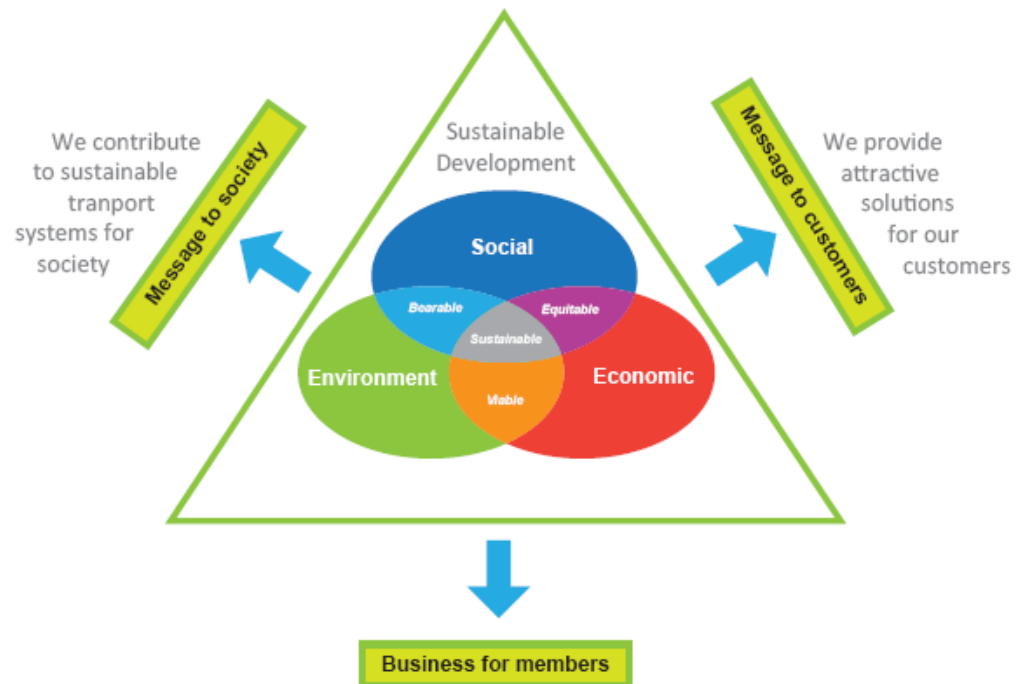 We contribute
to sustainable
tranport
systems for
society
Message to society
Sustainable
Development
Social
Bearable
Equitable
Sustainable
Environment
Economic
Viable
Message to customers
We provide
attractive
solutions
for our
customers
Business for members